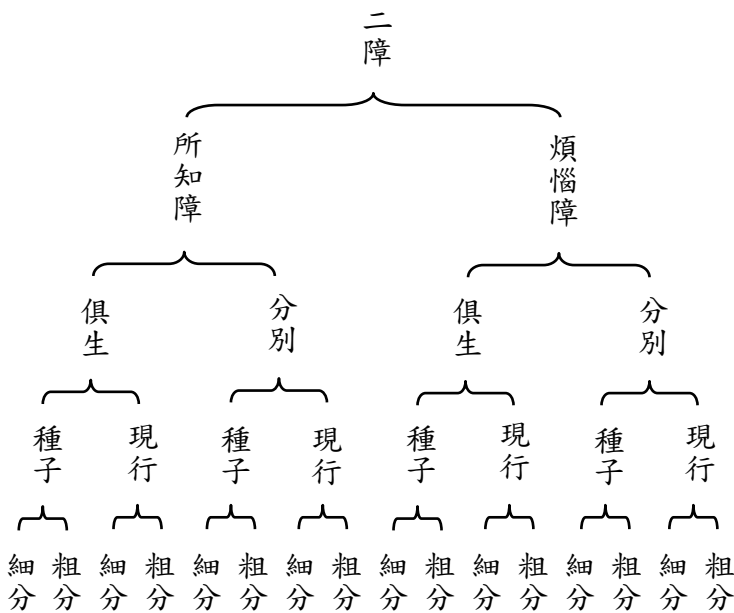 二障
煩惱障
所知障
分別
俱生
分別
俱生
現行
種子
現行
種子
現行
種子
現行
種子
粗分
細分
粗分
細分
粗分
細分
粗分
細分
粗分
細分
粗分
細分
粗分
細分
粗分
細分